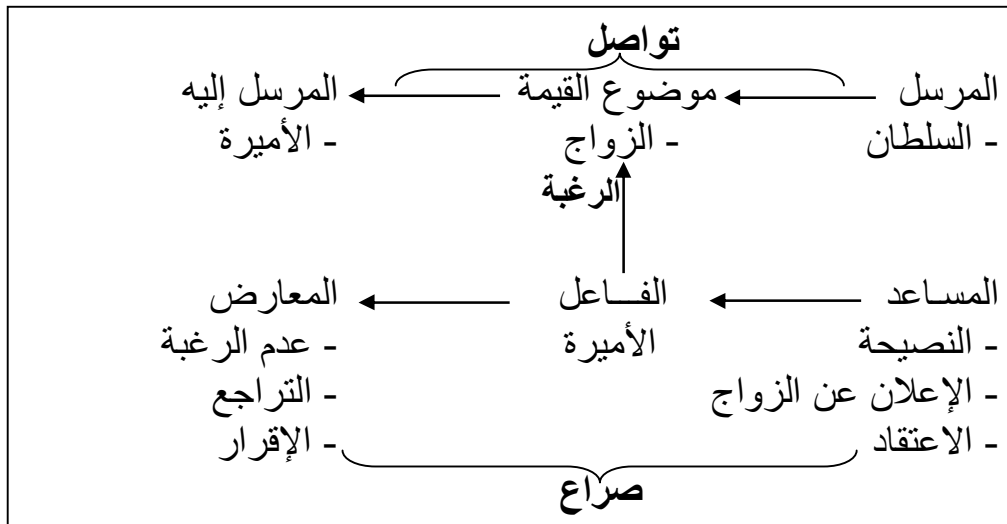 تواصل
المرسل موضوع القيمة المرسل إليه
- السلطان - الزواج - الأميرة
الرغبة
المساعد الفــاعل المعارض
- النصيحة الأميرة - عدم الرغبة
- الإعلان عن الزواج - التراجع
- الاعتقاد - الإقرار
صراع